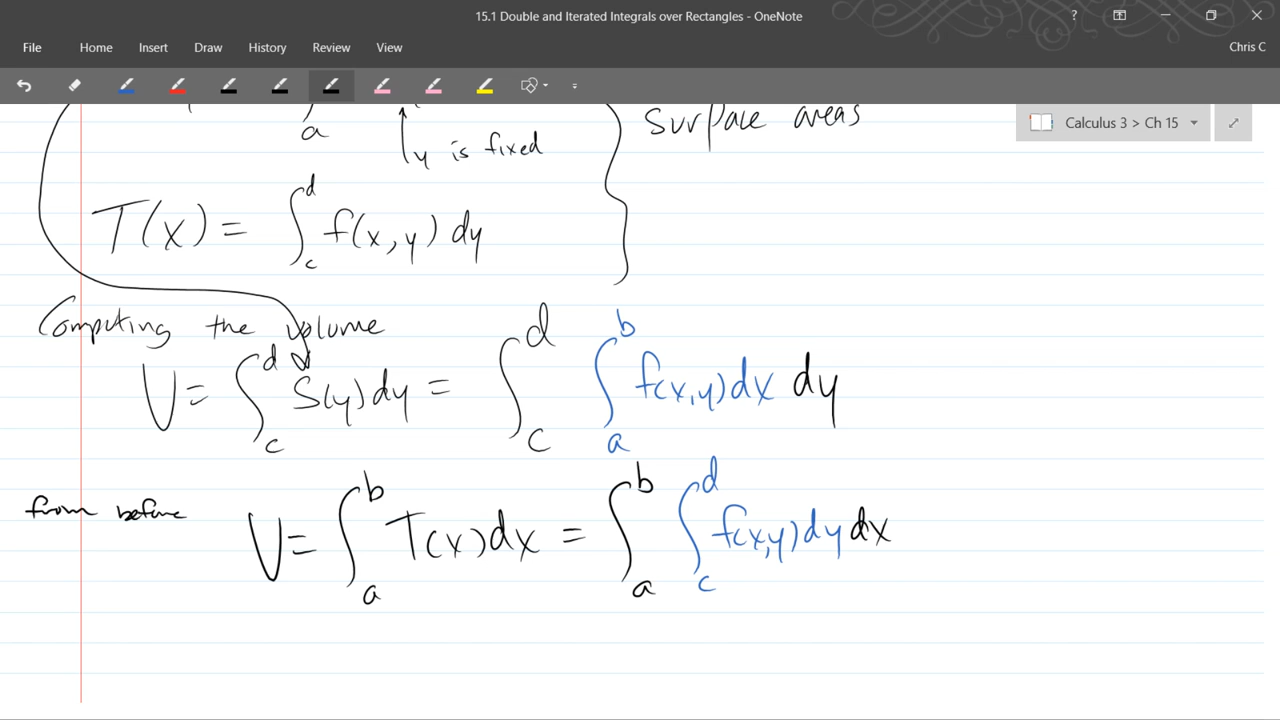 15.1 Double and Iterated Integrals over Rectangles - OneNote
?
File Home Insert Draw History Review View
Chris C
Calculus 3 > Ch 15
a
y is fixed
surface areas
T(x) = ∫_c^d f(x,y) dy
Computing the volume
V = ∫_c^d S(y) dy = ∫_c^d ∫_a^b f(x,y) dx dy
from before V = ∫_a^b T(x) dx = ∫_a^b ∫_c^d f(x,y) dy dx